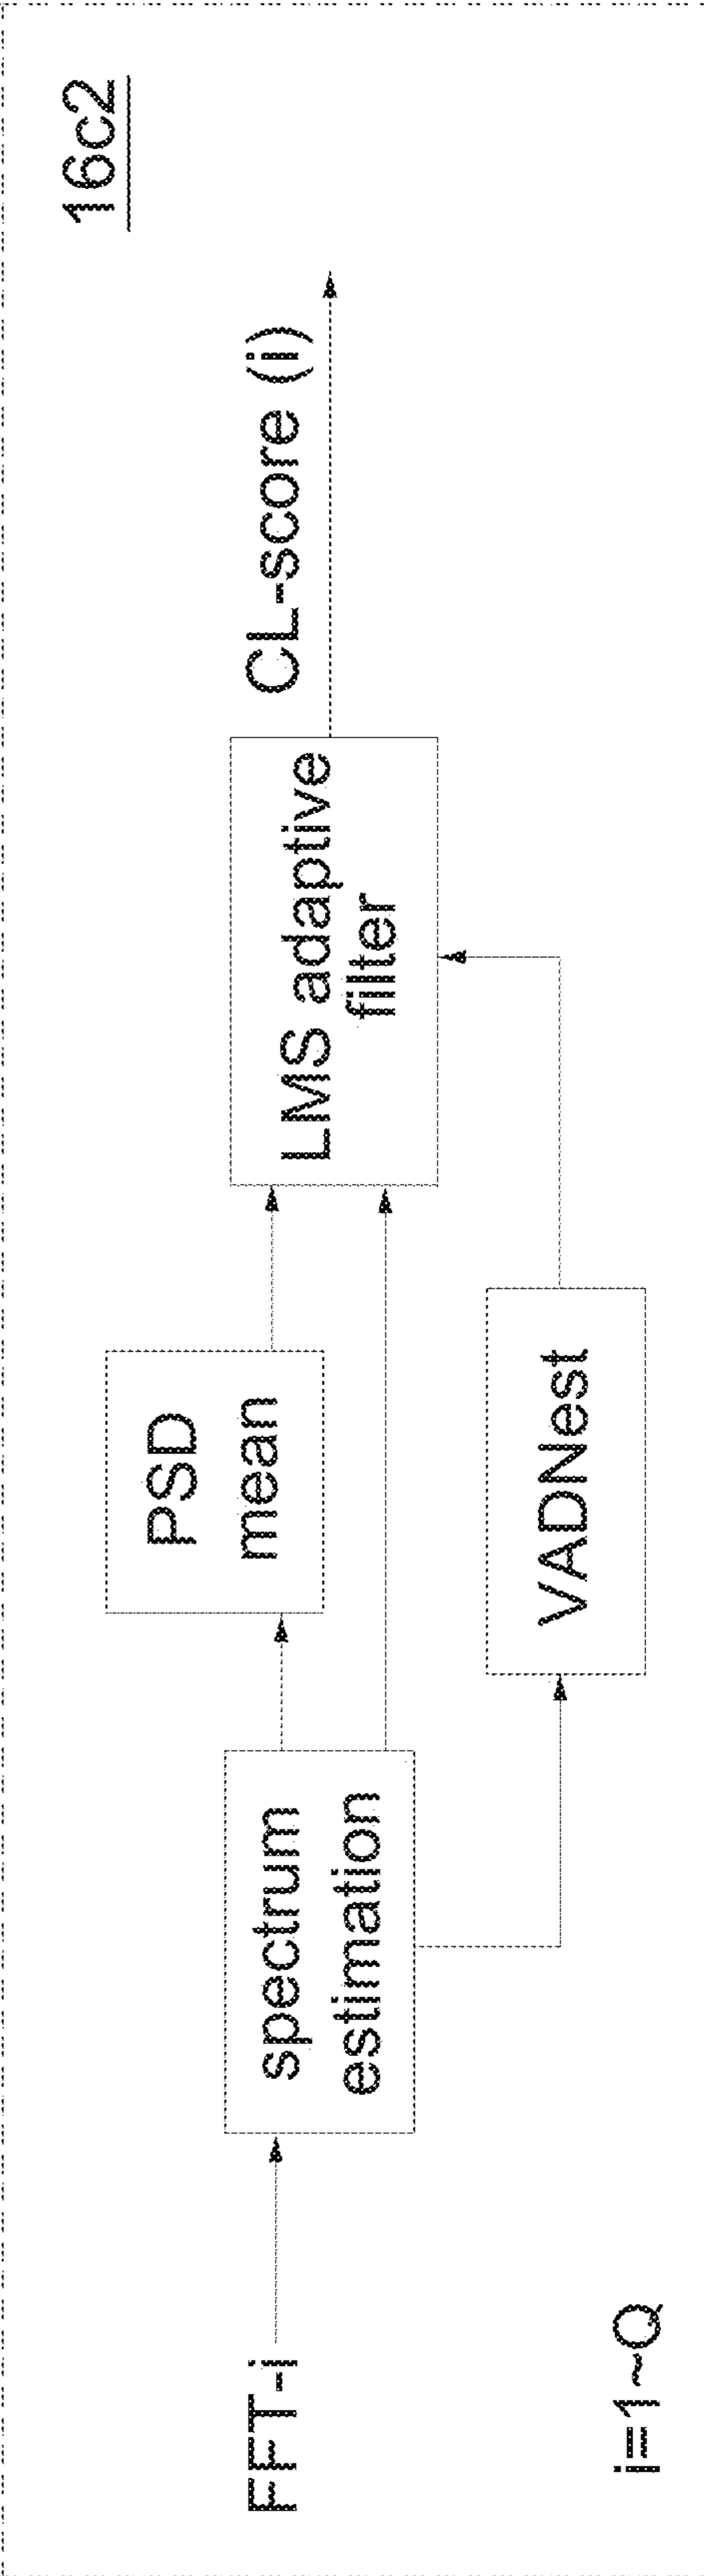 16c2
FFT-i
spectrum
estimation
PSD
mean
VADNest
LMS adaptive
filter
CL-score (i)
i=1~Q